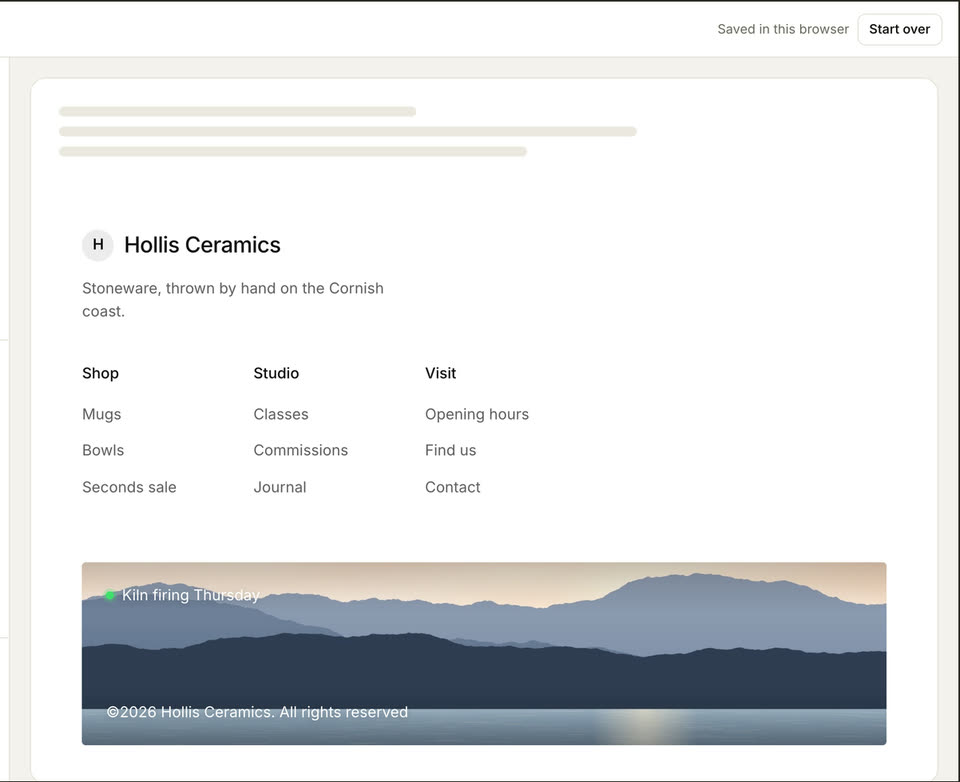 Saved in this browser
Start over
H
Hollis Ceramics
Stoneware, thrown by hand on the Cornish
coast.
Shop
Studio
Visit
Mugs
Classes
Opening hours
Bowls
Commissions
Find us
Seconds sale
Journal
Contact
Kiln firing Thursday
©2026 Hollis Ceramics. All rights reserved